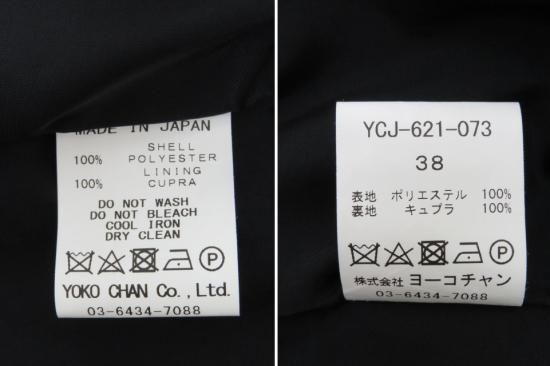 MADE IN JAPAN
SHELL
100% POLYESTER
LINING
100% CUPRA
DO NOT WASH
DO NOT BLEACH
COOL IRON
DRY CLEAN
P
YOKO CHAN Co., Ltd.
03-6434-7088
YCJ-621-073
38
表地 ポリエステル 100%
裏地 キュプラ 100%
P
株式会社 ヨーコチャン
03-6434-7088